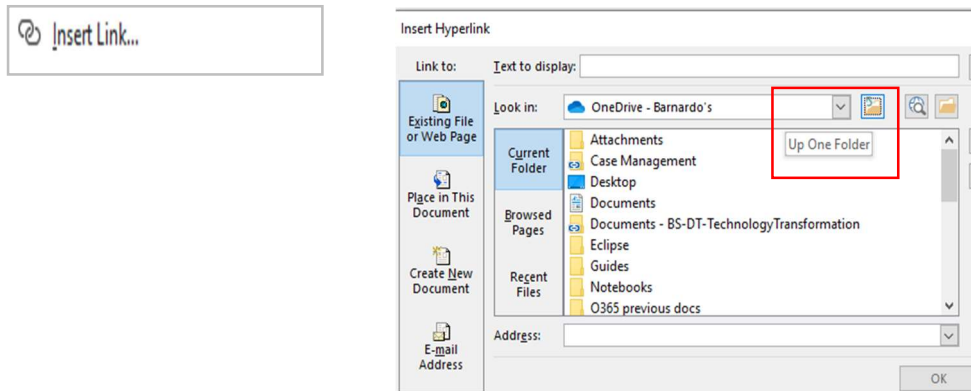 Insert Link...
Insert Hyperlink
Link to:
Text to display:
Existing File
or Web Page
Place in This
Document
Create New
Document
E-mail
Address
Look in:
OneDrive - Barnardo's
Up One Folder
Current
Folder
Browsed
Pages
Recent
Files
Attachments
Case Management
Desktop
Documents
Documents - BS-DT-TechnologyTransformation
Eclipse
Guides
Notebooks
O365 previous docs
Address:
OK